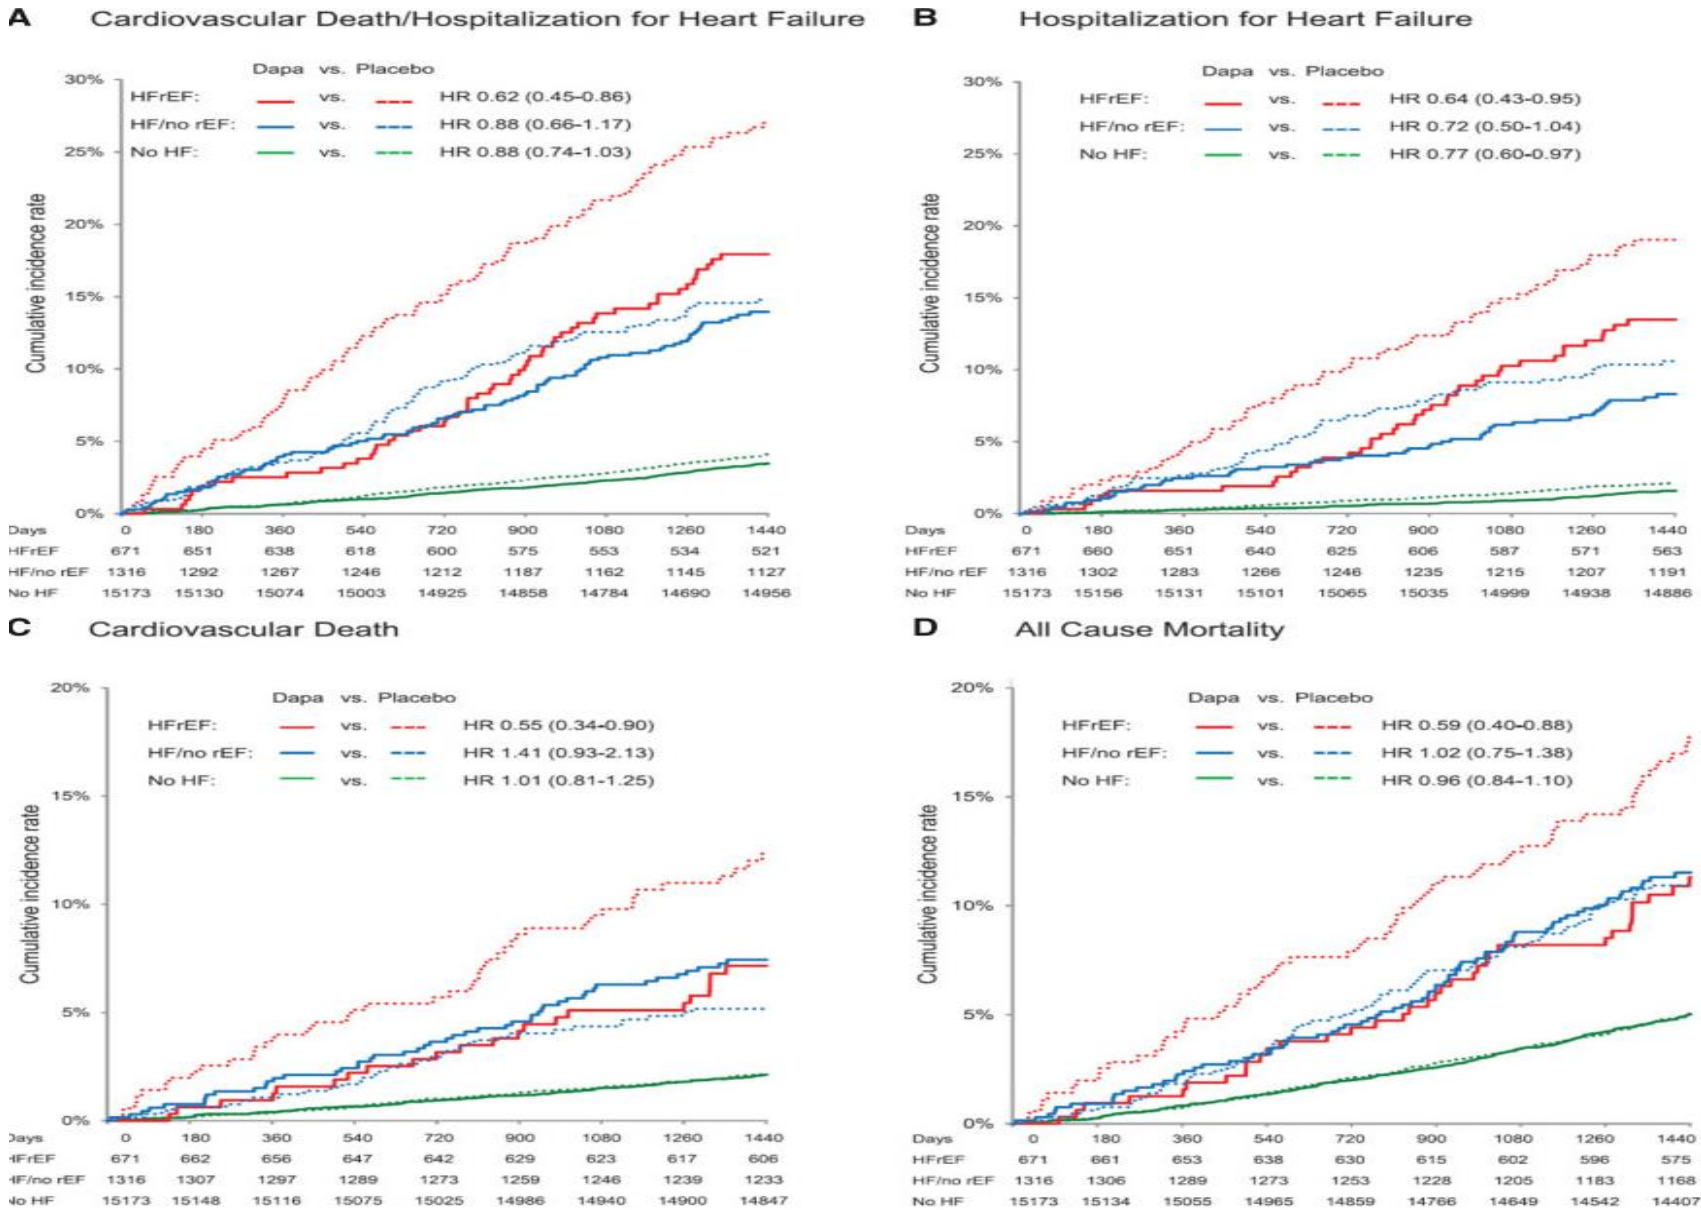 A Cardiovascular Death/Hospitalization for Heart Failure
Dapa vs. Placebo
HFrEF: vs. HR 0.62 (0.45-0.86)
HF/no rEF: vs. HR 0.88 (0.66-1.17)
No HF: vs. HR 0.88 (0.74-1.03)
Cumulative incidence rate
30%
25%
20%
15%
10%
5%
0%
Days 0 180 360 540 720 900 1080 1260 1440
HFrEF 671 651 638 618 600 575 553 534 521
HF/no rEF 1316 1292 1267 1246 1212 1187 1162 1145 1127
No HF 15173 15130 15074 15003 14925 14858 14784 14690 14956
B Hospitalization for Heart Failure
Dapa vs. Placebo
HFrEF: vs. HR 0.64 (0.43-0.95)
HF/no rEF: vs. HR 0.72 (0.50-1.04)
No HF: vs. HR 0.77 (0.60-0.97)
Cumulative incidence rate
30%
25%
20%
15%
10%
5%
0%
Days 0 180 360 540 720 900 1080 1260 1440
HFrEF 671 660 651 640 625 606 587 571 563
HF/no rEF 1316 1302 1283 1266 1246 1235 1215 1207 1191
No HF 15173 15156 15131 15101 15065 15035 14999 14938 14886
C Cardiovascular Death
Dapa vs. Placebo
HFrEF: vs. HR 0.55 (0.34-0.90)
HF/no rEF: vs. HR 1.41 (0.93-2.13)
No HF: vs. HR 1.01 (0.81-1.25)
Cumulative incidence rate
20%
15%
10%
5%
0%
Days 0 180 360 540 720 900 1080 1260 1440
HFrEF 671 662 656 647 642 629 623 617 606
HF/no rEF 1316 1307 1297 1289 1273 1259 1246 1239 1233
No HF 15173 15148 15116 15075 15025 14986 14940 14900 14847
D All Cause Mortality
Dapa vs. Placebo
HFrEF: vs. HR 0.59 (0.40-0.88)
HF/no rEF: vs. HR 1.02 (0.75-1.38)
No HF: vs. HR 0.96 (0.84-1.10)
Cumulative incidence rate
20%
15%
10%
5%
0%
Days 0 180 360 540 720 900 1080 1260 1440
HFrEF 671 661 653 638 630 615 602 596 575
HF/no rEF 1316 1306 1289 1273 1253 1228 1205 1183 1168
No HF 15173 15134 15055 14965 14859 14766 14649 14542 14407